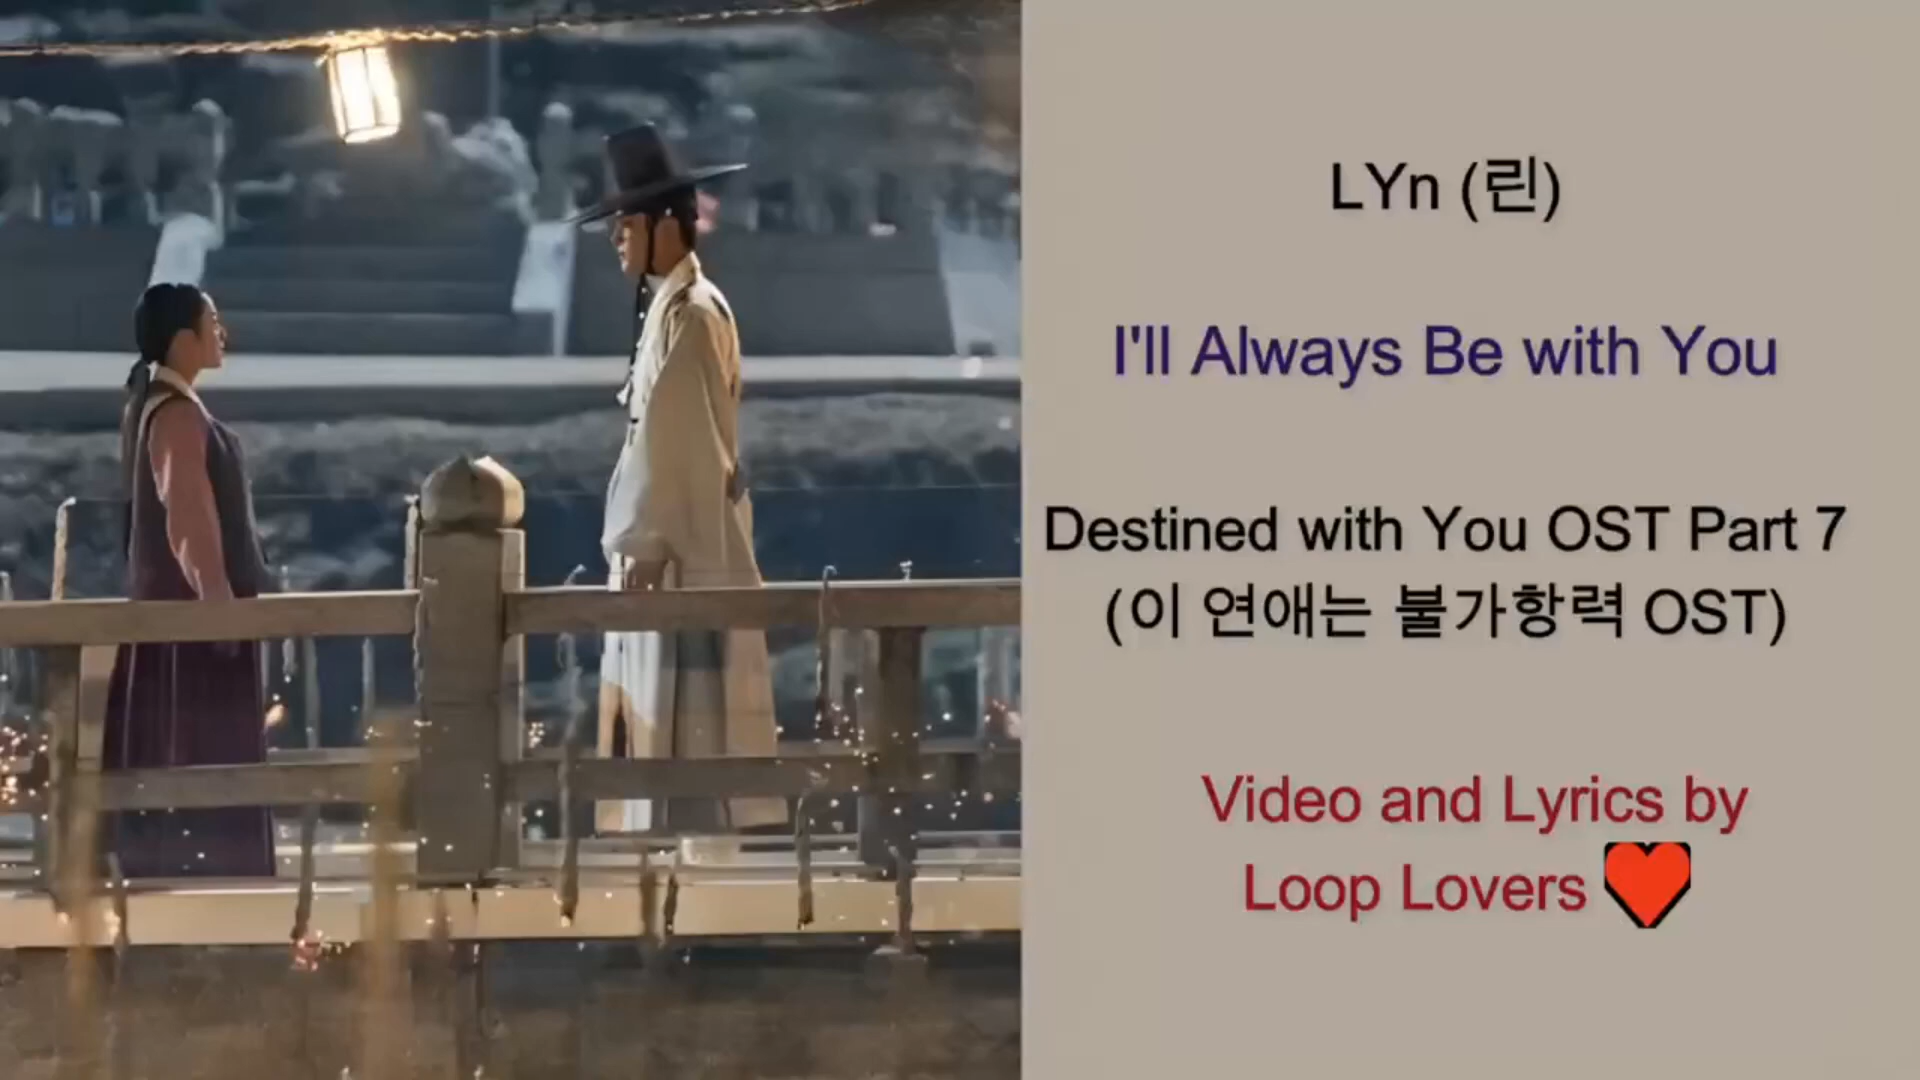 LYn (린)
I'll Always Be with You
Destined with You OST Part 7
(이 연애는 불가항력 OST)
Video and Lyrics by
Loop Lovers ❤